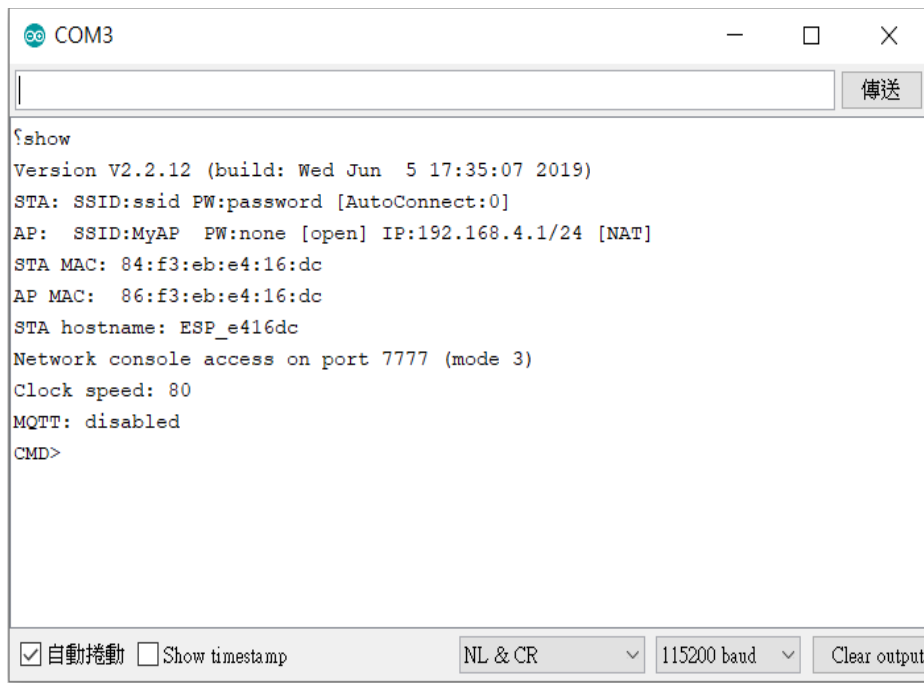 COM3
傳送
⸮show
Version V2.2.12 (build: Wed Jun  5 17:35:07 2019)
STA: SSID:ssid PW:password [AutoConnect:0]
AP:  SSID:MyAP  PW:none [open] IP:192.168.4.1/24 [NAT]
STA MAC: 84:f3:eb:e4:16:dc
AP MAC:  86:f3:eb:e4:16:dc
STA hostname: ESP_e416dc
Network console access on port 7777 (mode 3)
Clock speed: 80
MQTT: disabled
CMD>
自動捲動 Show timestamp NL & CR 115200 baud Clear output